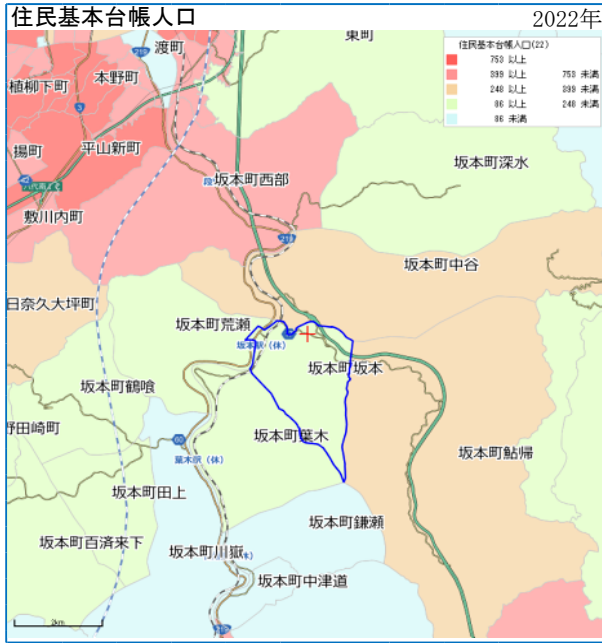 住民基本台帳人口
2022年
渡町
東町
住民基本台帳人口(22)
753 以上
399 以上 753 未満
248 以上 399 未満
86 以上 248 未満
86 未満
本野町
植柳下町
219
3
揚町
平山新町
坂本町深水
42
段
坂本町西部
敷川内町
219
坂本町中谷
日奈久大坪町
坂本町荒瀬
坂本駅(休)
坂本町坂本
坂本町鶴喰
坂本町葉木
野田崎町
60
葉木駅(休)
坂本町鮎帰
坂本町田上
坂本町鎌瀬
坂本町百済来下
坂本町川嶽
坂本町中津道
2km